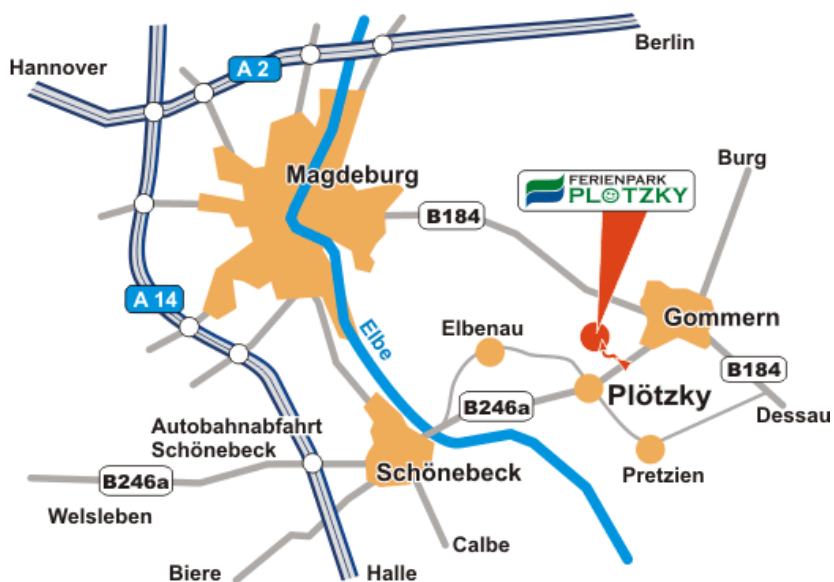 Berlin
Hannover
A 2
Magdeburg
Burg
FERIENPARK
PLÖTZKY
B184
A 14
Gommern
Elbe
Elbenau
B184
Plötzky
B246a
Dessau
Autobahnabfahrt
Schönebeck
Schönebeck
Pretzien
B246a
Welsleben
Calbe
Biere
Halle